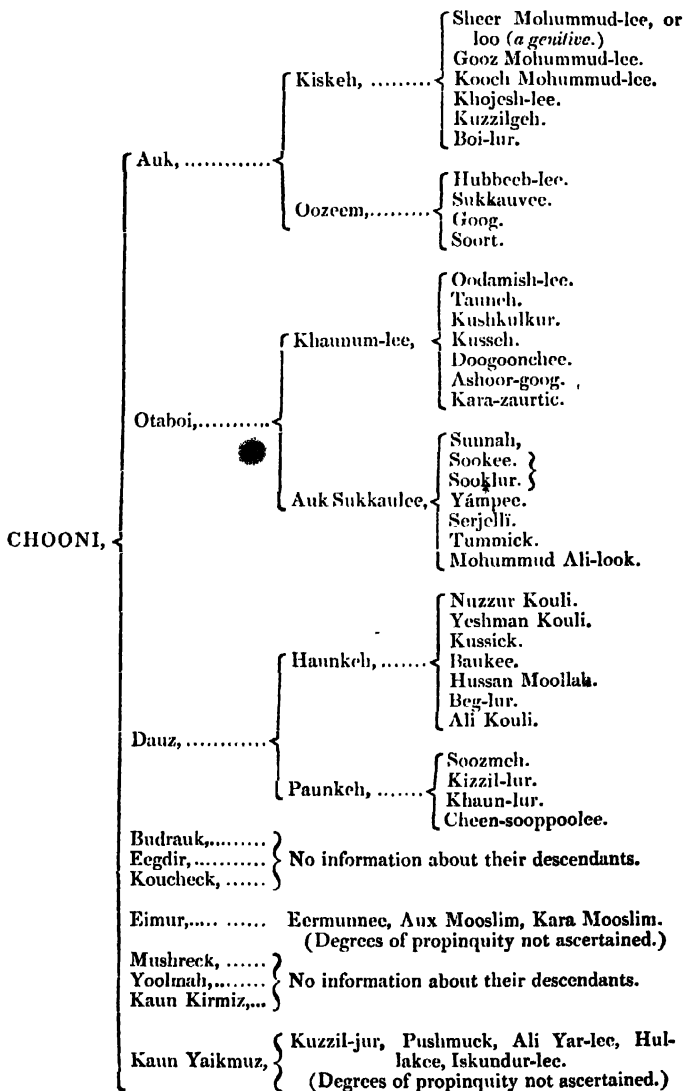 Sheer Mohummud-lee, or
loo (a genitive.)
Gooz Mohummud-lee.
Kiskeh, ......... Kooch Mohummud-lee.
Khojesh-lee.
Kuzzilgeh.
Boi-lur.
Auk, .............
Hubbeeb-lee.
Oozeem, ......... Sukkauvee.
Goog.
Soort.
Oodamish-lee.
Tauneh.
Kushkulkur.
Khaunum-lee, Kusseh.
Doogoonchee.
Ashoor-goog.
Kara-zaurtic.
Otaboi, ...........
Sunnah,
Sookee.
Sooklur.
Auk Sukkaulee, Yámpee.
Serjellï.
Tummick.
Mohummud Ali-look.
CHOONI,
Nuzzur Kouli.
Yeshman Kouli.
Kussick.
Haunkeh, ....... Baukee.
Hussan Moollah.
Beg-lur.
Ali Kouli.
Dauz, ............
Soozmeh.
Paunkeh, ....... Kizzil-lur.
Khaun-lur.
Cheen-sooppoolee.
Budrauk, .........
Eegdir, ........... No information about their descendants.
Koucheck, ......
Eimur, ..... ...... Eermunnee, Aux Mooslim, Kara Mooslim.
(Degrees of propinquity not ascertained.)
Mushreck, ......
Yoolmah, ........ No information about their descendants.
Kaun Kirmiz, ...
Kuzzil-jur, Pushmuck, Ali Yar-lee, Hul-
Kaun Yaikmuz, lakee, Iskundur-lee.
(Degrees of propinquity not ascertained.)